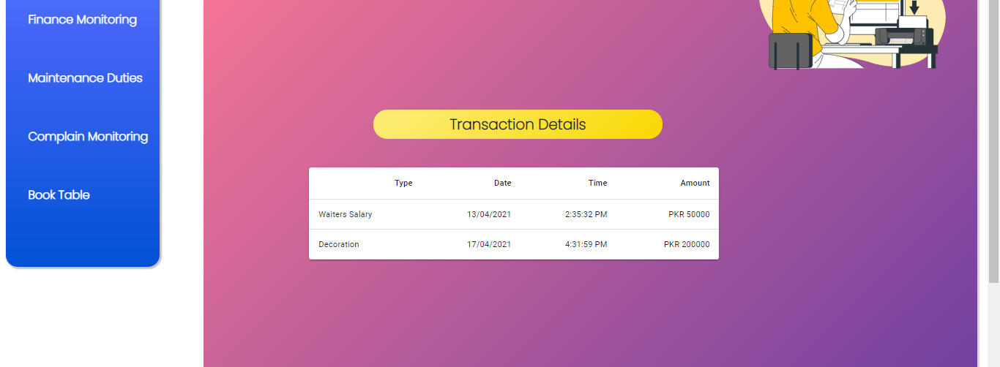 Finance Monitoring
Maintenance Duties
Complain Monitoring
Book Table
Transaction Details
Type Date Time Amount
Waiters Salary 13/04/2021 2:35:32 PM PKR 50000
Decoration 17/04/2021 4:31:59 PM PKR 200000